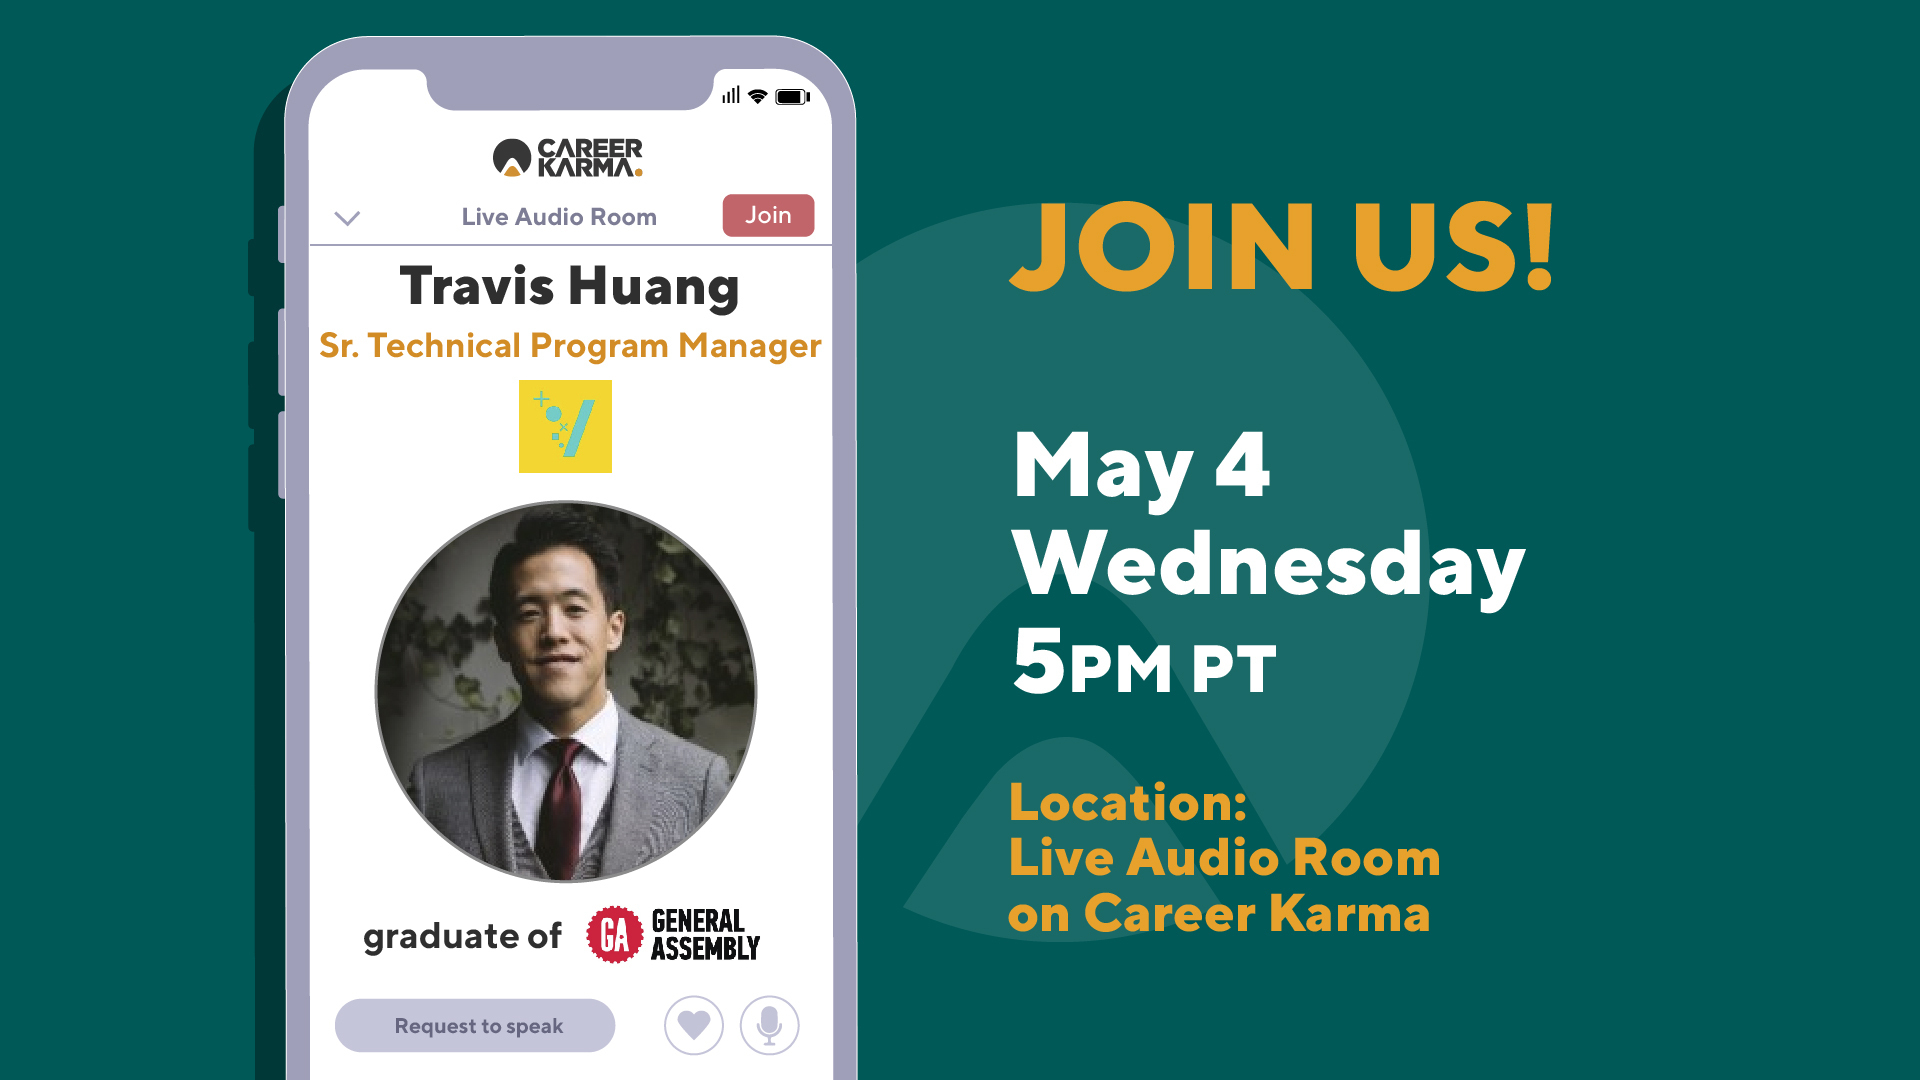 CAREER
KARMA.
Live Audio Room
Join
Travis Huang
Sr. Technical Program Manager
graduate of
GA
GENERAL
ASSEMBLY
Request to speak
JOIN US!
May 4
Wednesday
5PM PT
Location:
Live Audio Room
on Career Karma